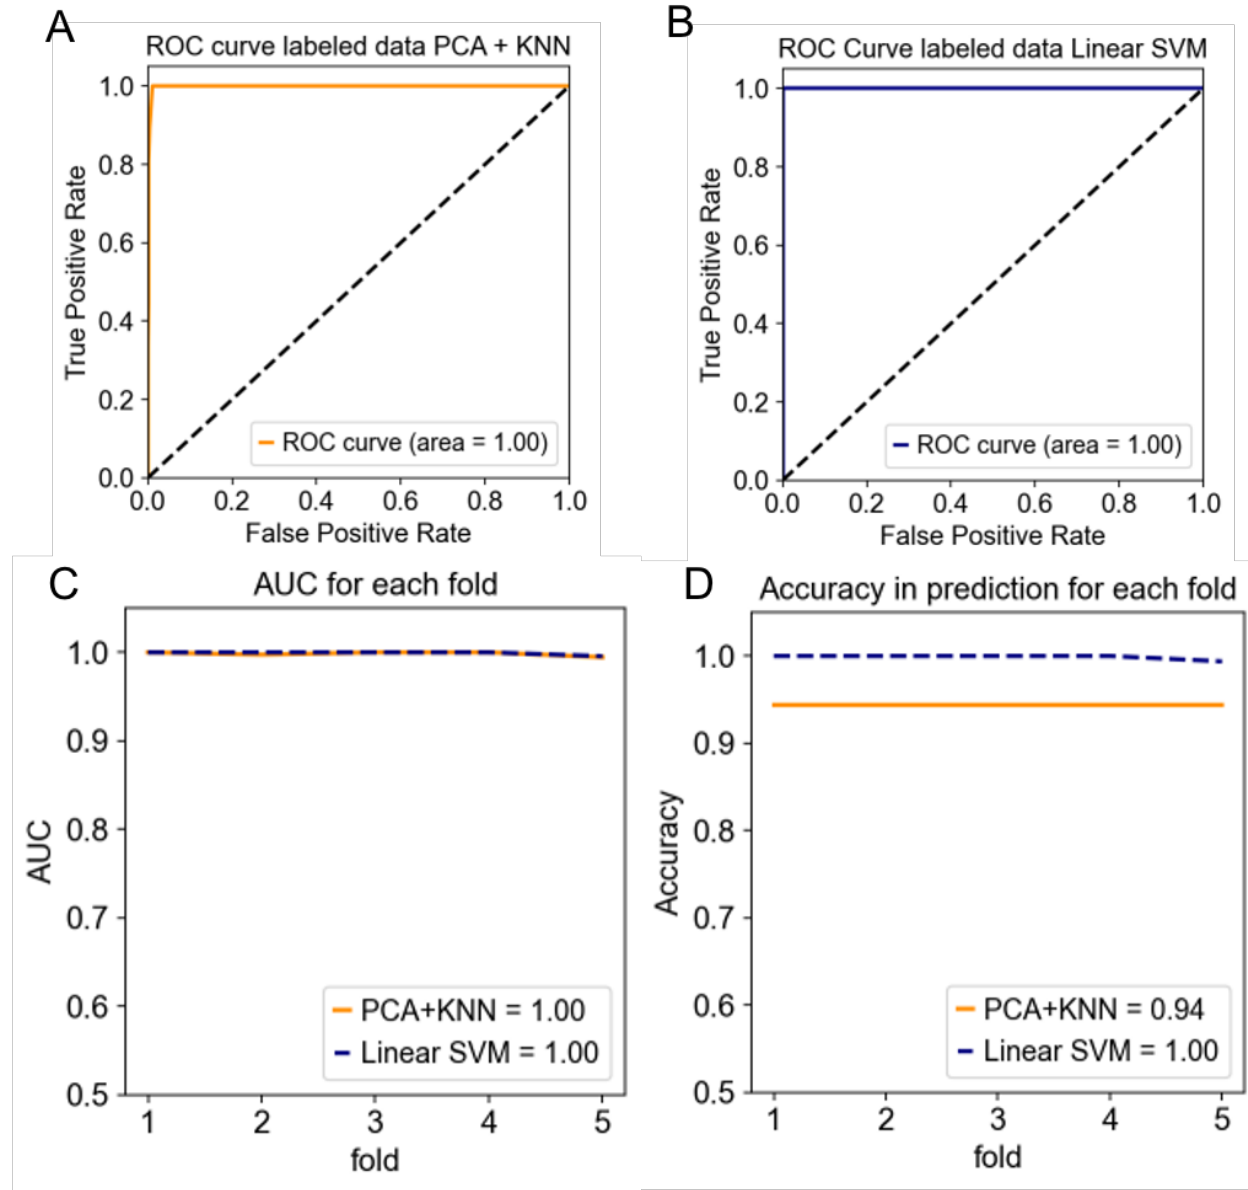 A
ROC curve labeled data PCA + KNN
1.0
0.8
0.6
0.4
0.2
0.0
True Positive Rate
ROC curve (area = 1.00)
0.0 0.2 0.4 0.6 0.8 1.0
False Positive Rate
B
ROC Curve labeled data Linear SVM
1.0
0.8
0.6
0.4
0.2
0.0
True Positive Rate
ROC curve (area = 1.00)
0.0 0.2 0.4 0.6 0.8 1.0
False Positive Rate
C
AUC for each fold
1.0
0.9
0.8
0.7
0.6
0.5
AUC
PCA+KNN = 1.00
Linear SVM = 1.00
1 2 3 4 5
fold
D
Accuracy in prediction for each fold
1.0
0.9
0.8
0.7
0.6
0.5
Accuracy
PCA+KNN = 0.94
Linear SVM = 1.00
1 2 3 4 5
fold